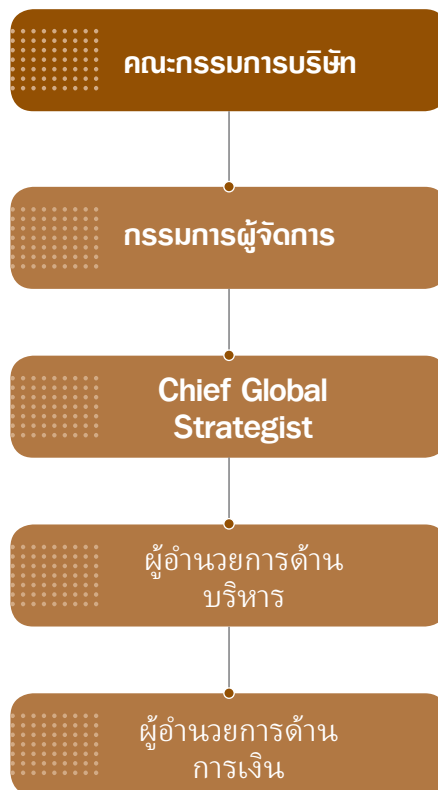 คณะกรรมการบริษัท
กรรมการผู้จัดการ
Chief Global
Strategist
ผู้อำนวยการด้าน
บริหาร
ผู้อำนวยการด้าน
การเงิน